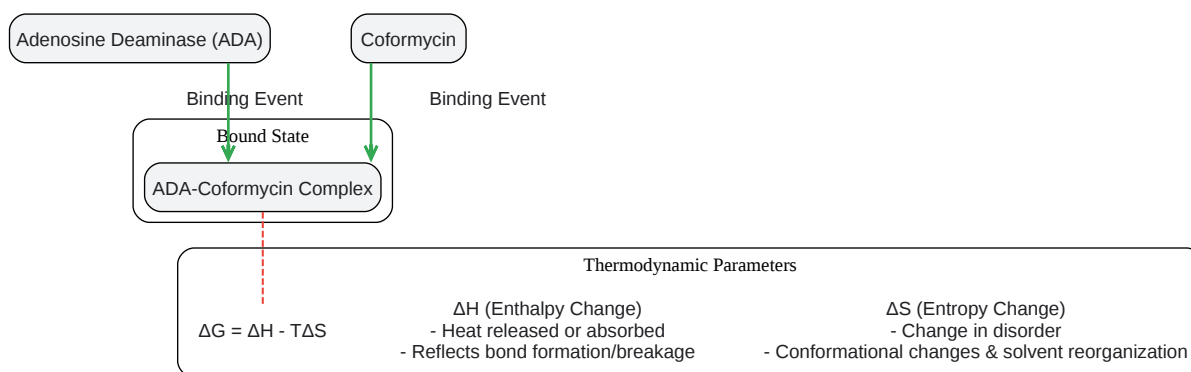 Adenosine Deaminase (ADA)
Coformycin
Binding Event
Binding Event
Bound State
ADA-Coformycin Complex
Thermodynamic Parameters
ΔG = ΔH - TΔS
ΔH (Enthalpy Change)
- Heat released or absorbed
- Reflects bond formation/breakage
ΔS (Entropy Change)
- Change in disorder
- Conformational changes & solvent reorganization